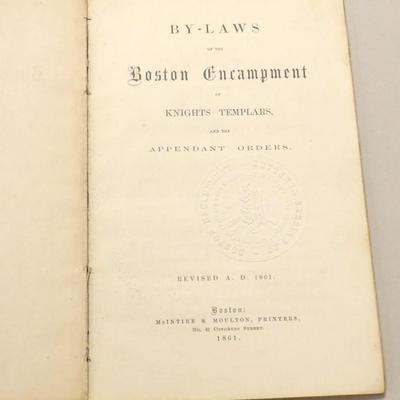 BY-LAWS
OF THE
Boston Encampment
OF
KNIGHTS TEMPLARS,
AND THE
APPENDANT ORDERS.
REVISED A. D. 1861.
Boston:
McINTIRE & MOULTON, PRINTERS,
No. 42 Congress Street.
1861.